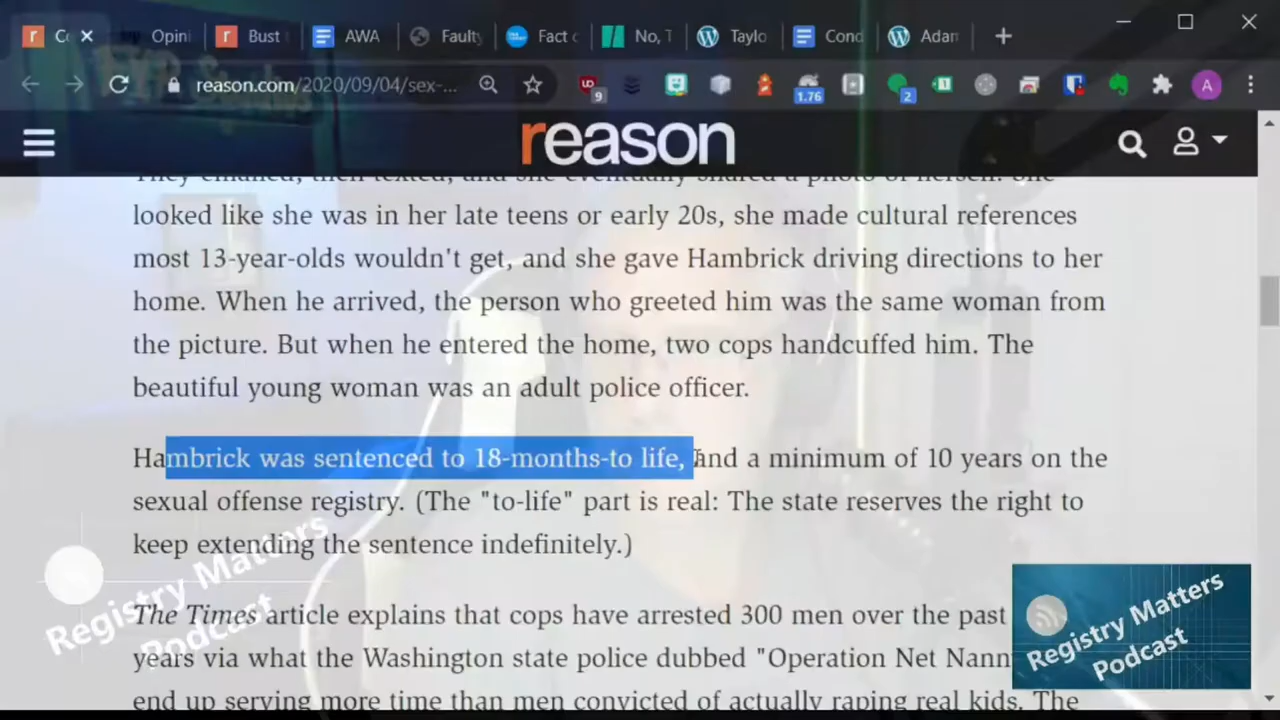 Co
Opini
Bust
AWA
Faulty
Fact c
No, T
Taylo
Cond
Adan
reason.com/2020/09/04/sex-...
9
1.76
2
A
reason
They emailed, then texted, and she eventually shared a photo of herself. She
looked like she was in her late teens or early 20s, she made cultural references
most 13-year-olds wouldn't get, and she gave Hambrick driving directions to her
home. When he arrived, the person who greeted him was the same woman from
the picture. But when he entered the home, two cops handcuffed him. The
beautiful young woman was an adult police officer.
Hambrick was sentenced to 18-months-to life, and a minimum of 10 years on the
sexual offense registry. (The "to-life" part is real: The state reserves the right to
keep extending the sentence indefinitely.)
The Times article explains that cops have arrested 300 men over the past
years via what the Washington state police dubbed "Operation Net Nann
end up serving more time than men convicted of actually raping real kids. The
Registry Matters
Podcast
Registry Matters
Podcast